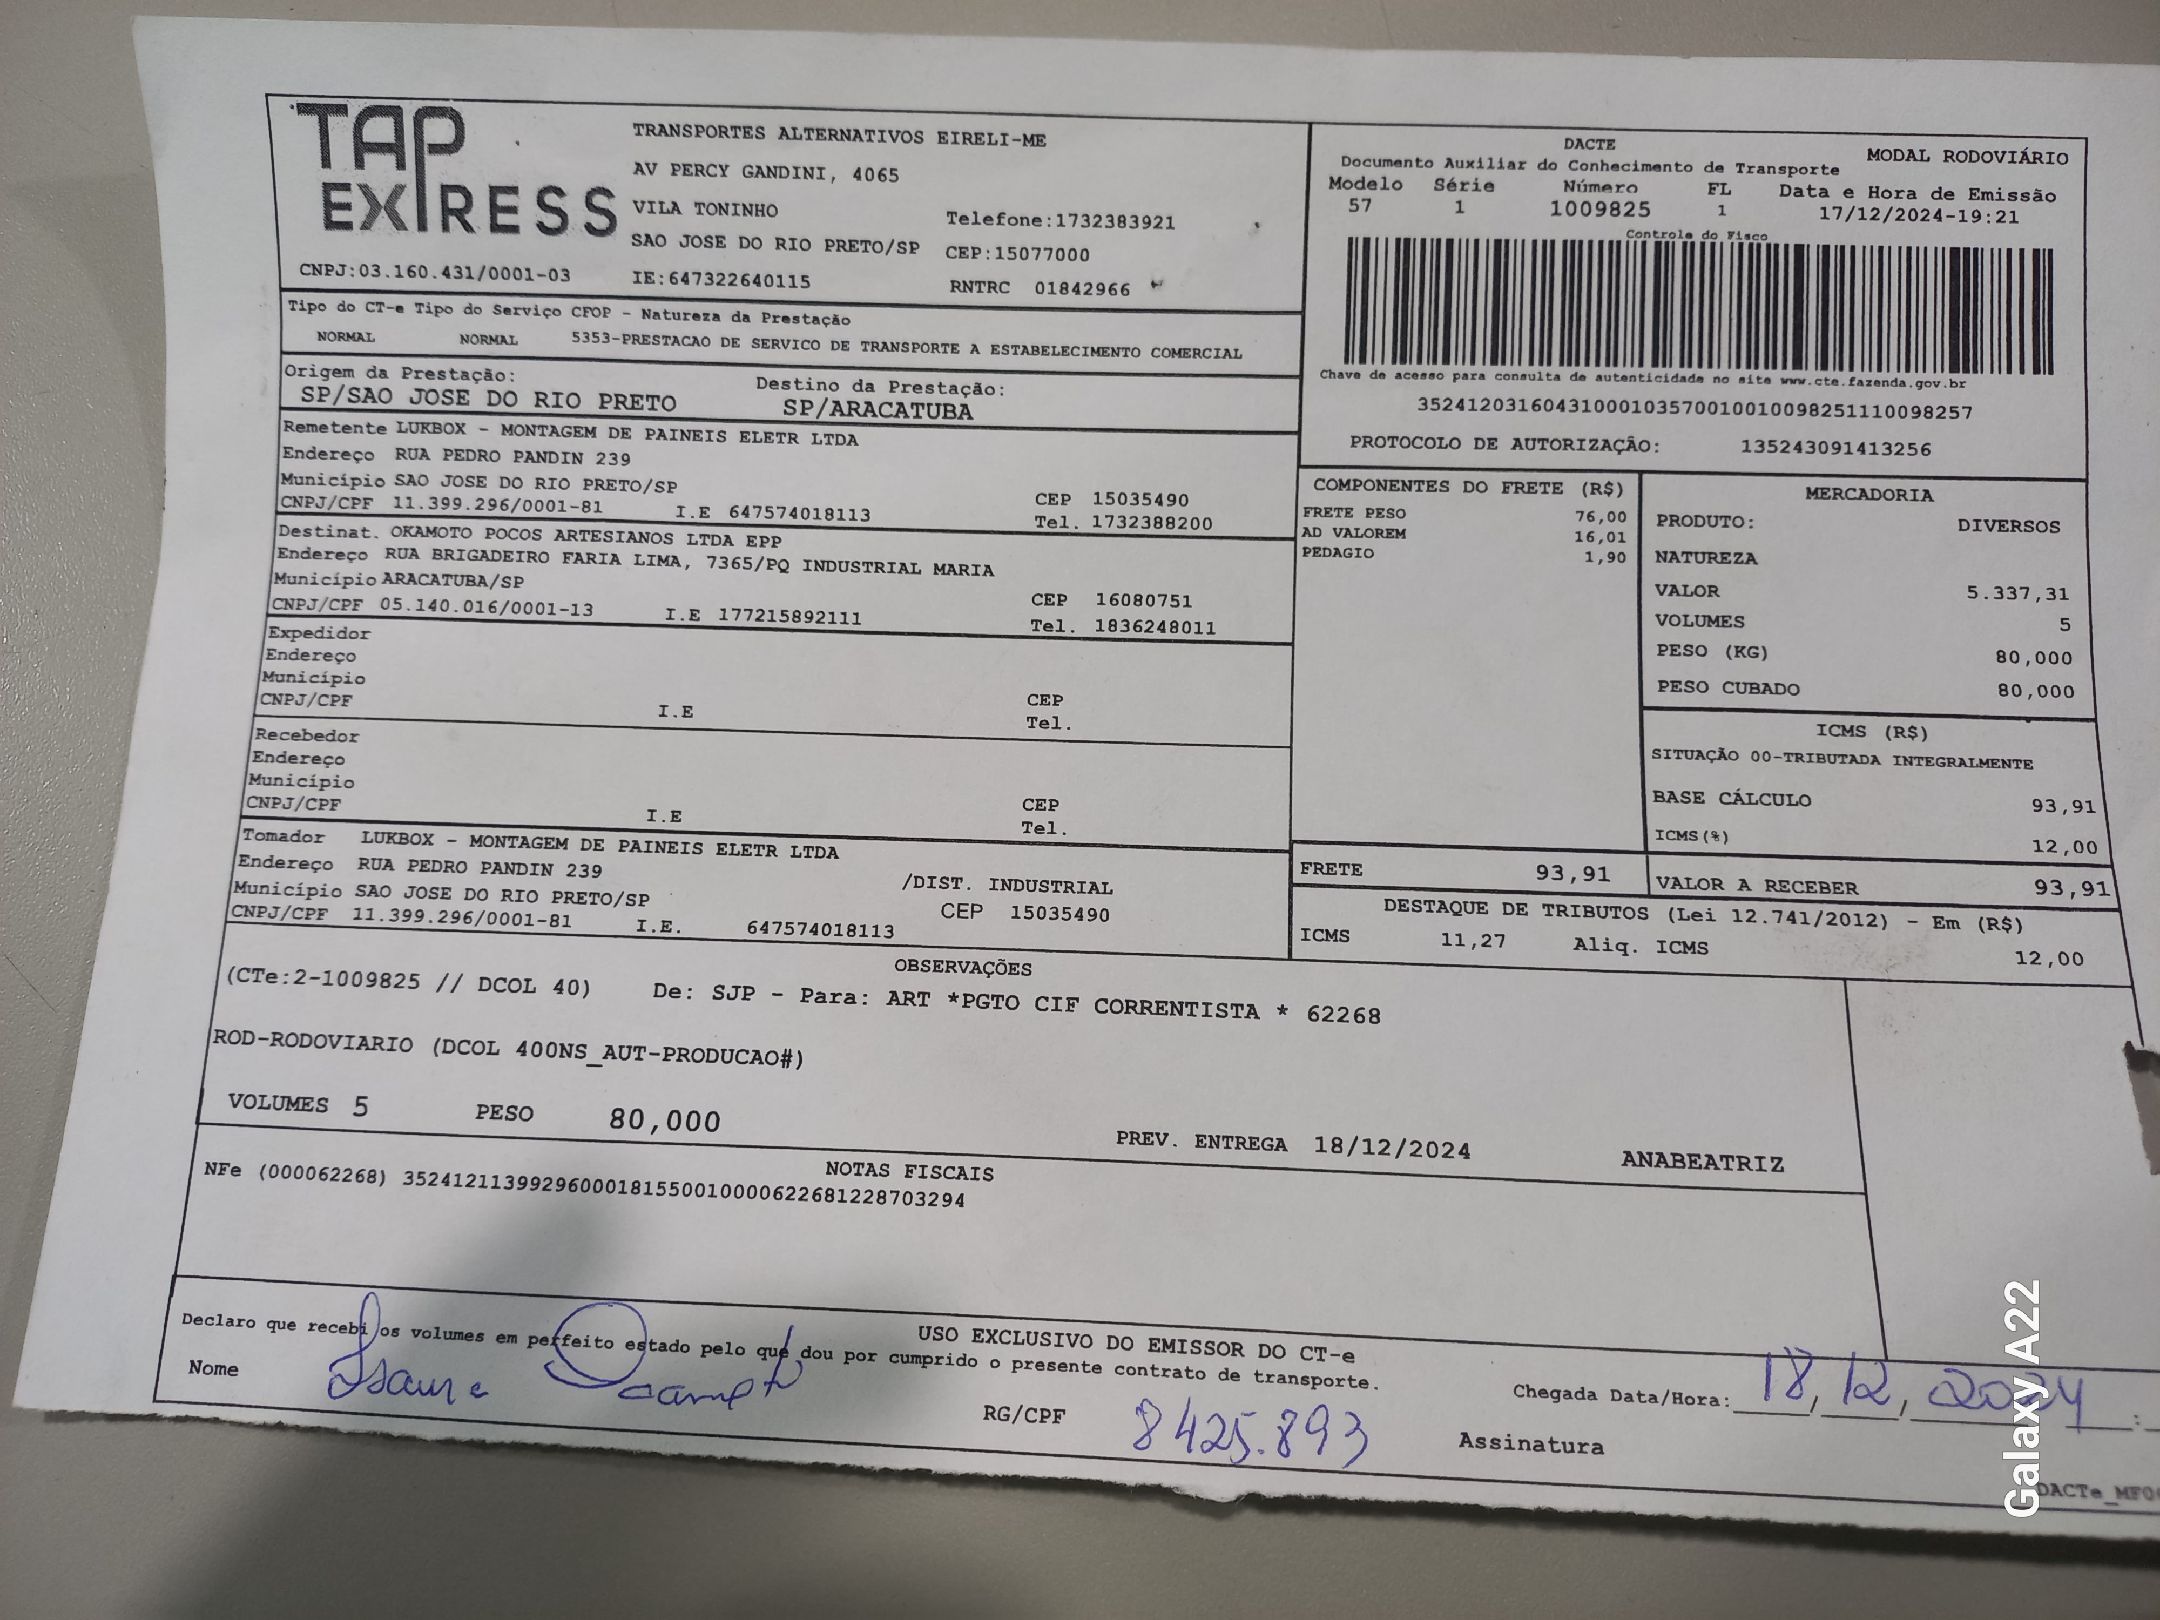 TAP EXPRESS
TRANSPORTES ALTERNATIVOS EIRELI-ME
AV PERCY GANDINI, 4065
VILA TONINHO
Telefone:1732383921
SAO JOSE DO RIO PRETO/SP CEP:15077000
CNPJ:03.160.431/0001-03 IE:647322640115 RNTRC 01842966
DACTE
MODAL RODOVIÁRIO
Documento Auxiliar do Conhecimento de Transporte
Modelo Série Número FL Data e Hora de Emissão
57 1 1009825 1 17/12/2024-19:21
Controle do Fisco
Chave de acesso para consulta de autenticidade no site www.cte.fazenda.gov.br
35241203160431000103570010010098251110098257
PROTOCOLO DE AUTORIZAÇÃO: 135243091413256
Tipo do CT-e Tipo do Serviço CFOP - Natureza da Prestação
NORMAL NORMAL 5353-PRESTACAO DE SERVICO DE TRANSPORTE A ESTABELECIMENTO COMERCIAL
Origem da Prestação: Destino da Prestação:
SP/SAO JOSE DO RIO PRETO SP/ARACATUBA
Remetente LUKBOX - MONTAGEM DE PAINEIS ELETR LTDA
Endereço RUA PEDRO PANDIN 239
Município SAO JOSE DO RIO PRETO/SP CEP 15035490
CNPJ/CPF 11.399.296/0001-81 I.E 647574018113 Tel. 1732388200
Destinat. OKAMOTO POCOS ARTESIANOS LTDA EPP
Endereço RUA BRIGADEIRO FARIA LIMA, 7365/PQ INDUSTRIAL MARIA
Município ARACATUBA/SP CEP 16080751
CNPJ/CPF 05.140.016/0001-13 I.E 177215892111 Tel. 1836248011
Expedidor
Endereço
Município CEP
CNPJ/CPF I.E Tel.
Recebedor
Endereço
Município CEP
CNPJ/CPF I.E Tel.
Tomador LUKBOX - MONTAGEM DE PAINEIS ELETR LTDA
Endereço RUA PEDRO PANDIN 239 /DIST. INDUSTRIAL
Município SAO JOSE DO RIO PRETO/SP CEP 15035490
CNPJ/CPF 11.399.296/0001-81 I.E. 647574018113
COMPONENTES DO FRETE (R$)
FRETE PESO 76,00
AD VALOREM 16,01
PEDAGIO 1,90
MERCADORIA
PRODUTO: DIVERSOS
NATUREZA
VALOR 5.337,31
VOLUMES 5
PESO (KG) 80,000
PESO CUBADO 80,000
ICMS (R$)
SITUAÇÃO 00-TRIBUTADA INTEGRALMENTE
BASE CÁLCULO 93,91
ICMS(%) 12,00
FRETE 93,91 VALOR A RECEBER 93,91
DESTAQUE DE TRIBUTOS (Lei 12.741/2012) - Em (R$)
ICMS 11,27 Aliq. ICMS 12,00
OBSERVAÇÕES
(CTe:2-1009825 // DCOL 40) De: SJP - Para: ART *PGTO CIF CORRENTISTA * 62268
ROD-RODOVIARIO (DCOL 400NS_AUT-PRODUCAO#)
VOLUMES 5 PESO 80,000 PREV. ENTREGA 18/12/2024 ANABEATRIZ
NOTAS FISCAIS
NFe (000062268) 35241211399296000181550010000622681228703294
USO EXCLUSIVO DO EMISSOR DO CT-e
Declaro que recebi os volumes em perfeito estado pelo que dou por cumprido o presente contrato de transporte.
Nome
RG/CPF 8425.893
Chegada Data/Hora: 18/12/2024 :
Assinatura
Galaxy A22